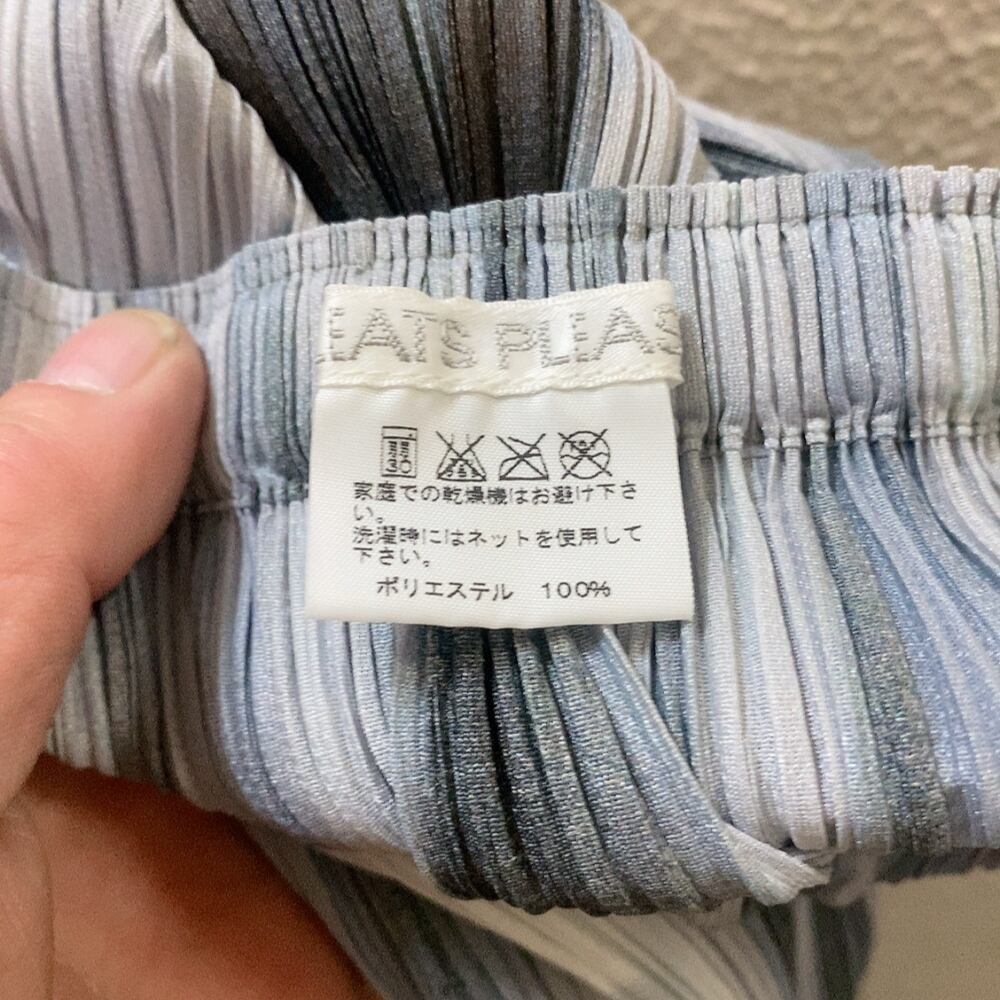 EATS PLEAS
弱
30
家庭での乾燥機はお避け下さ
い。
洗濯時にはネットを使用して
下さい。
ポリエステル 100%